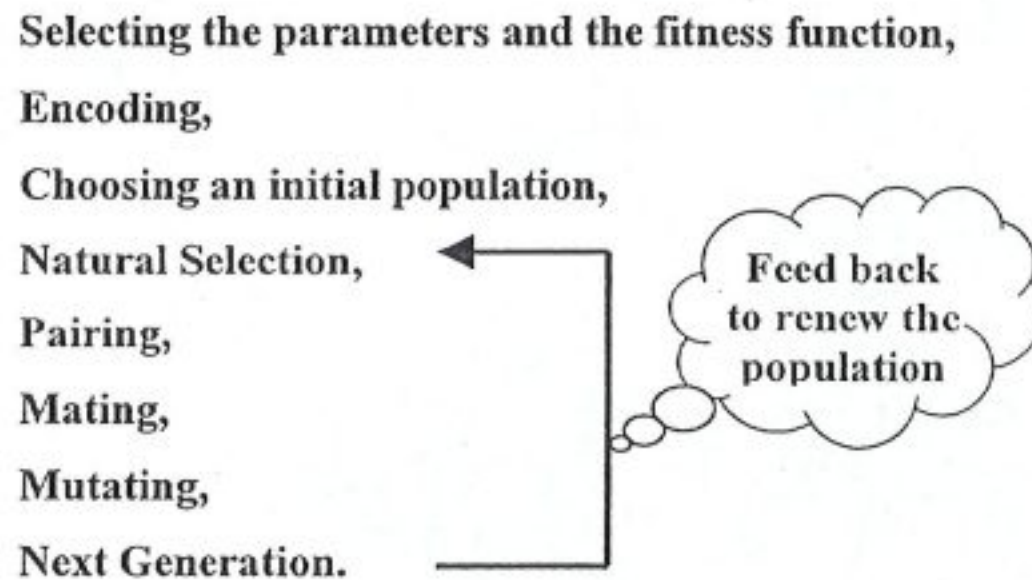 Selecting the parameters and the fitness function,
Encoding,
Choosing an initial population,
Natural Selection,
Pairing,
Mating,
Mutating,
Next Generation.
Feed back
to renew the
population